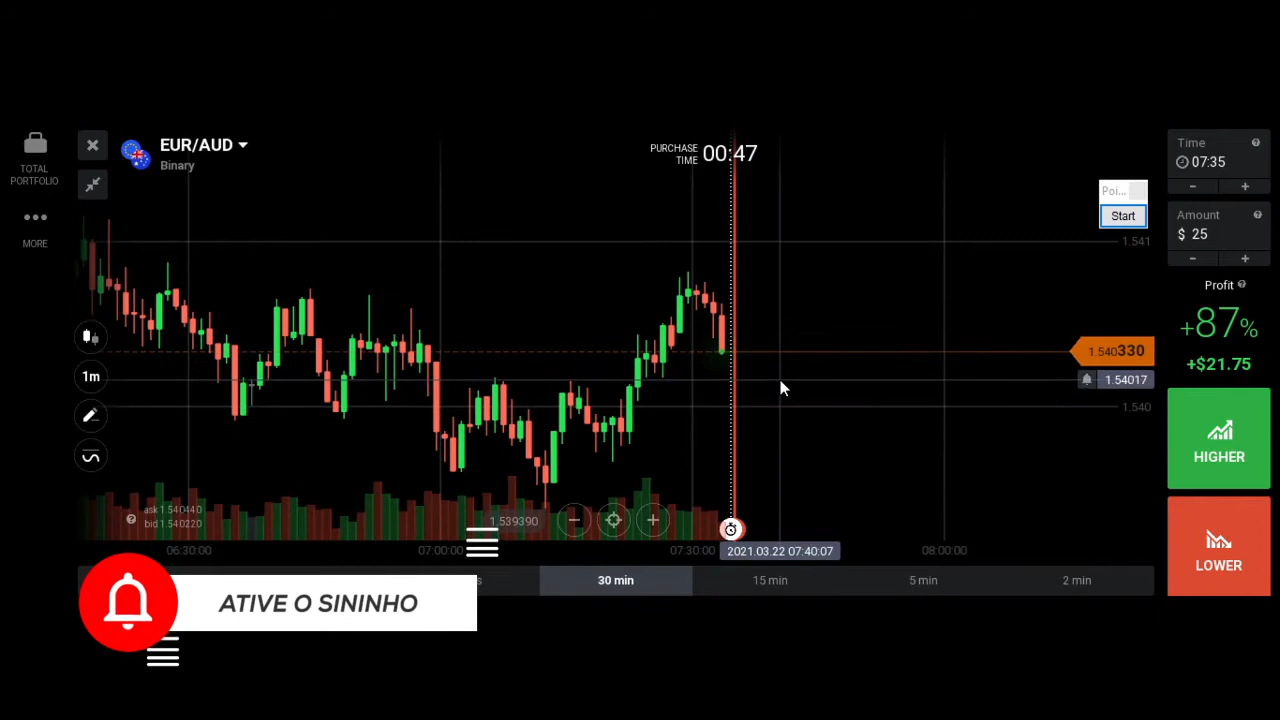 TOTAL
PORTFOLIO
MORE
EUR/AUD
Binary
PURCHASE
TIME
00:47
Poi...
Start
1.541
1.540330
1.54017
1.540
1m
ask 1.540440
bid 1.540220
1.539390
06:30:00
07:00:00
07:30:00
2021.03.22 07:40:07
08:00:00
30 min
15 min
5 min
2 min
Time
07:35
- +
Amount
$ 25
- +
Profit
+87%
+$21.75
HIGHER
LOWER
ATIVE O SININHO